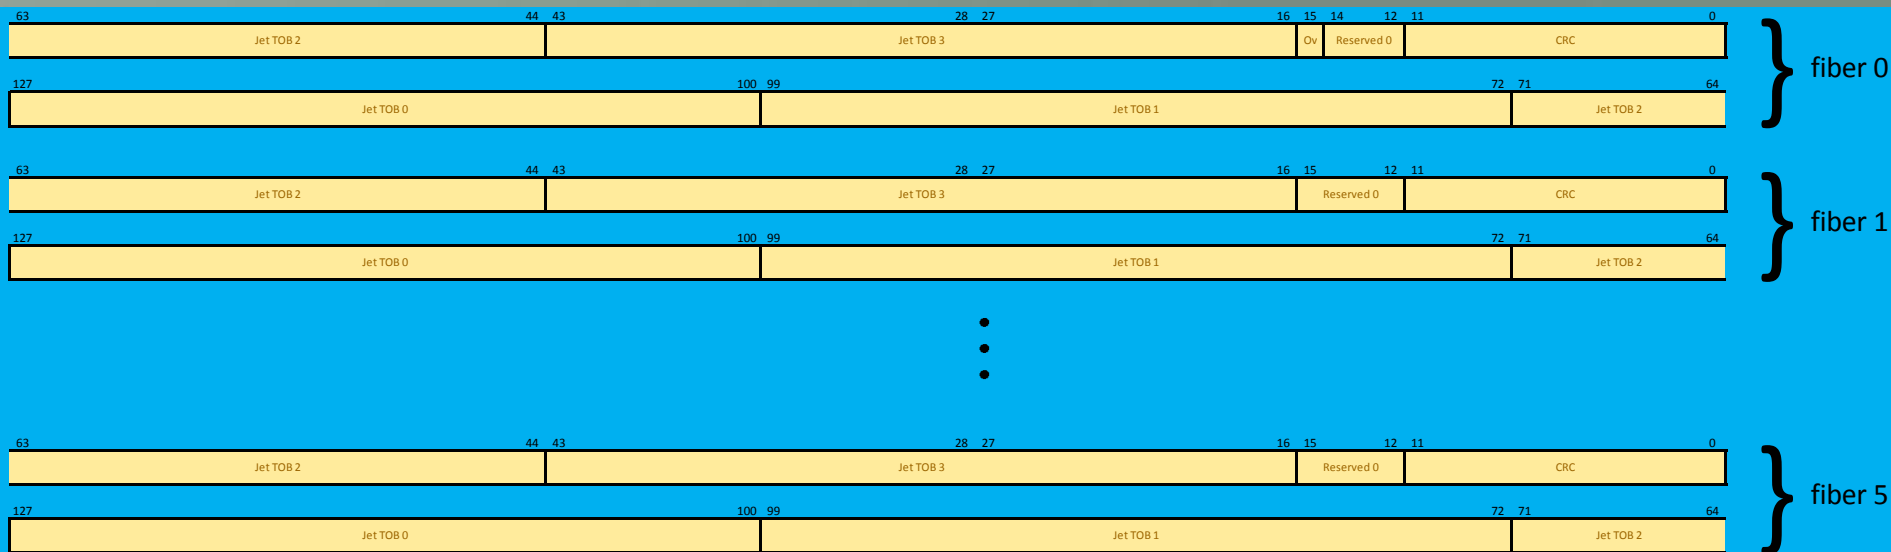 63 44 43 28 27 16 15 14 12 11 0
Jet TOB 2 Jet TOB 3 Ov Reserved 0 CRC
fiber 0
127 100 99 72 71 64
Jet TOB 0 Jet TOB 1 Jet TOB 2
63 44 43 28 27 16 15 12 11 0
Jet TOB 2 Jet TOB 3 Reserved 0 CRC
fiber 1
127 100 99 72 71 64
Jet TOB 0 Jet TOB 1 Jet TOB 2
63 44 43 28 27 16 15 12 11 0
Jet TOB 2 Jet TOB 3 Reserved 0 CRC
fiber 5
127 100 99 72 71 64
Jet TOB 0 Jet TOB 1 Jet TOB 2